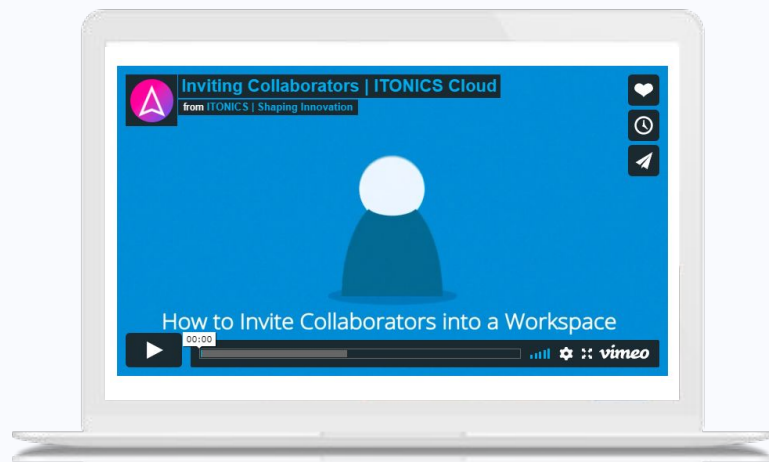 Inviting Collaborators | ITONICS Cloud
from ITONICS | Shaping Innovation
How to Invite Collaborators into a Workspace
00:00
vimeo